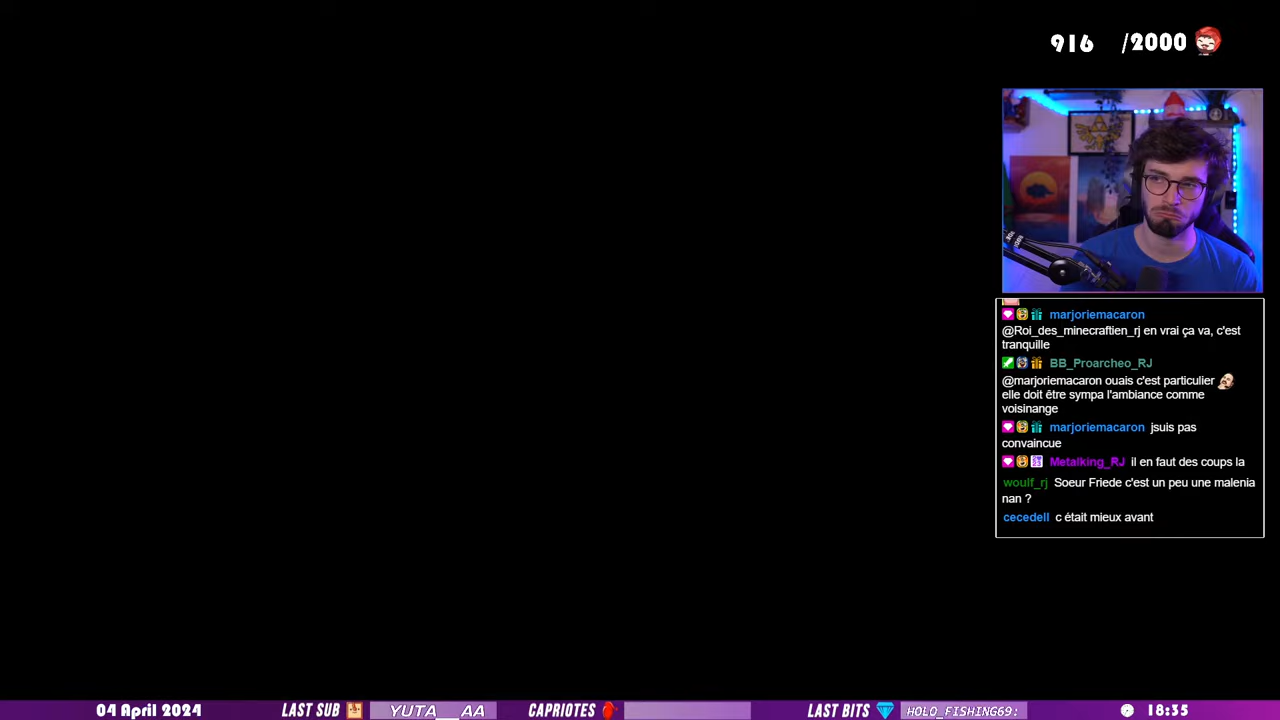 916 /2000
marjoriemacaron
@Roi_des_minecraftien_rj en vrai ça va, c'est
tranquille
BB_Proarcheo_RJ
@marjoriemacaron ouais c'est particulier
elle doit être sympa l'ambiance comme
voisinange
marjoriemacaron jsuis pas
convaincue
Metalking_RJ il en faut des coups la
woulf_rj Soeur Friede c'est un peu une malenia
nan ?
cecedell c était mieux avant
04 April 2024 LAST SUB YUTA__AA CAPRIOTES LAST BITS HOLO_FISHING69: 18:35